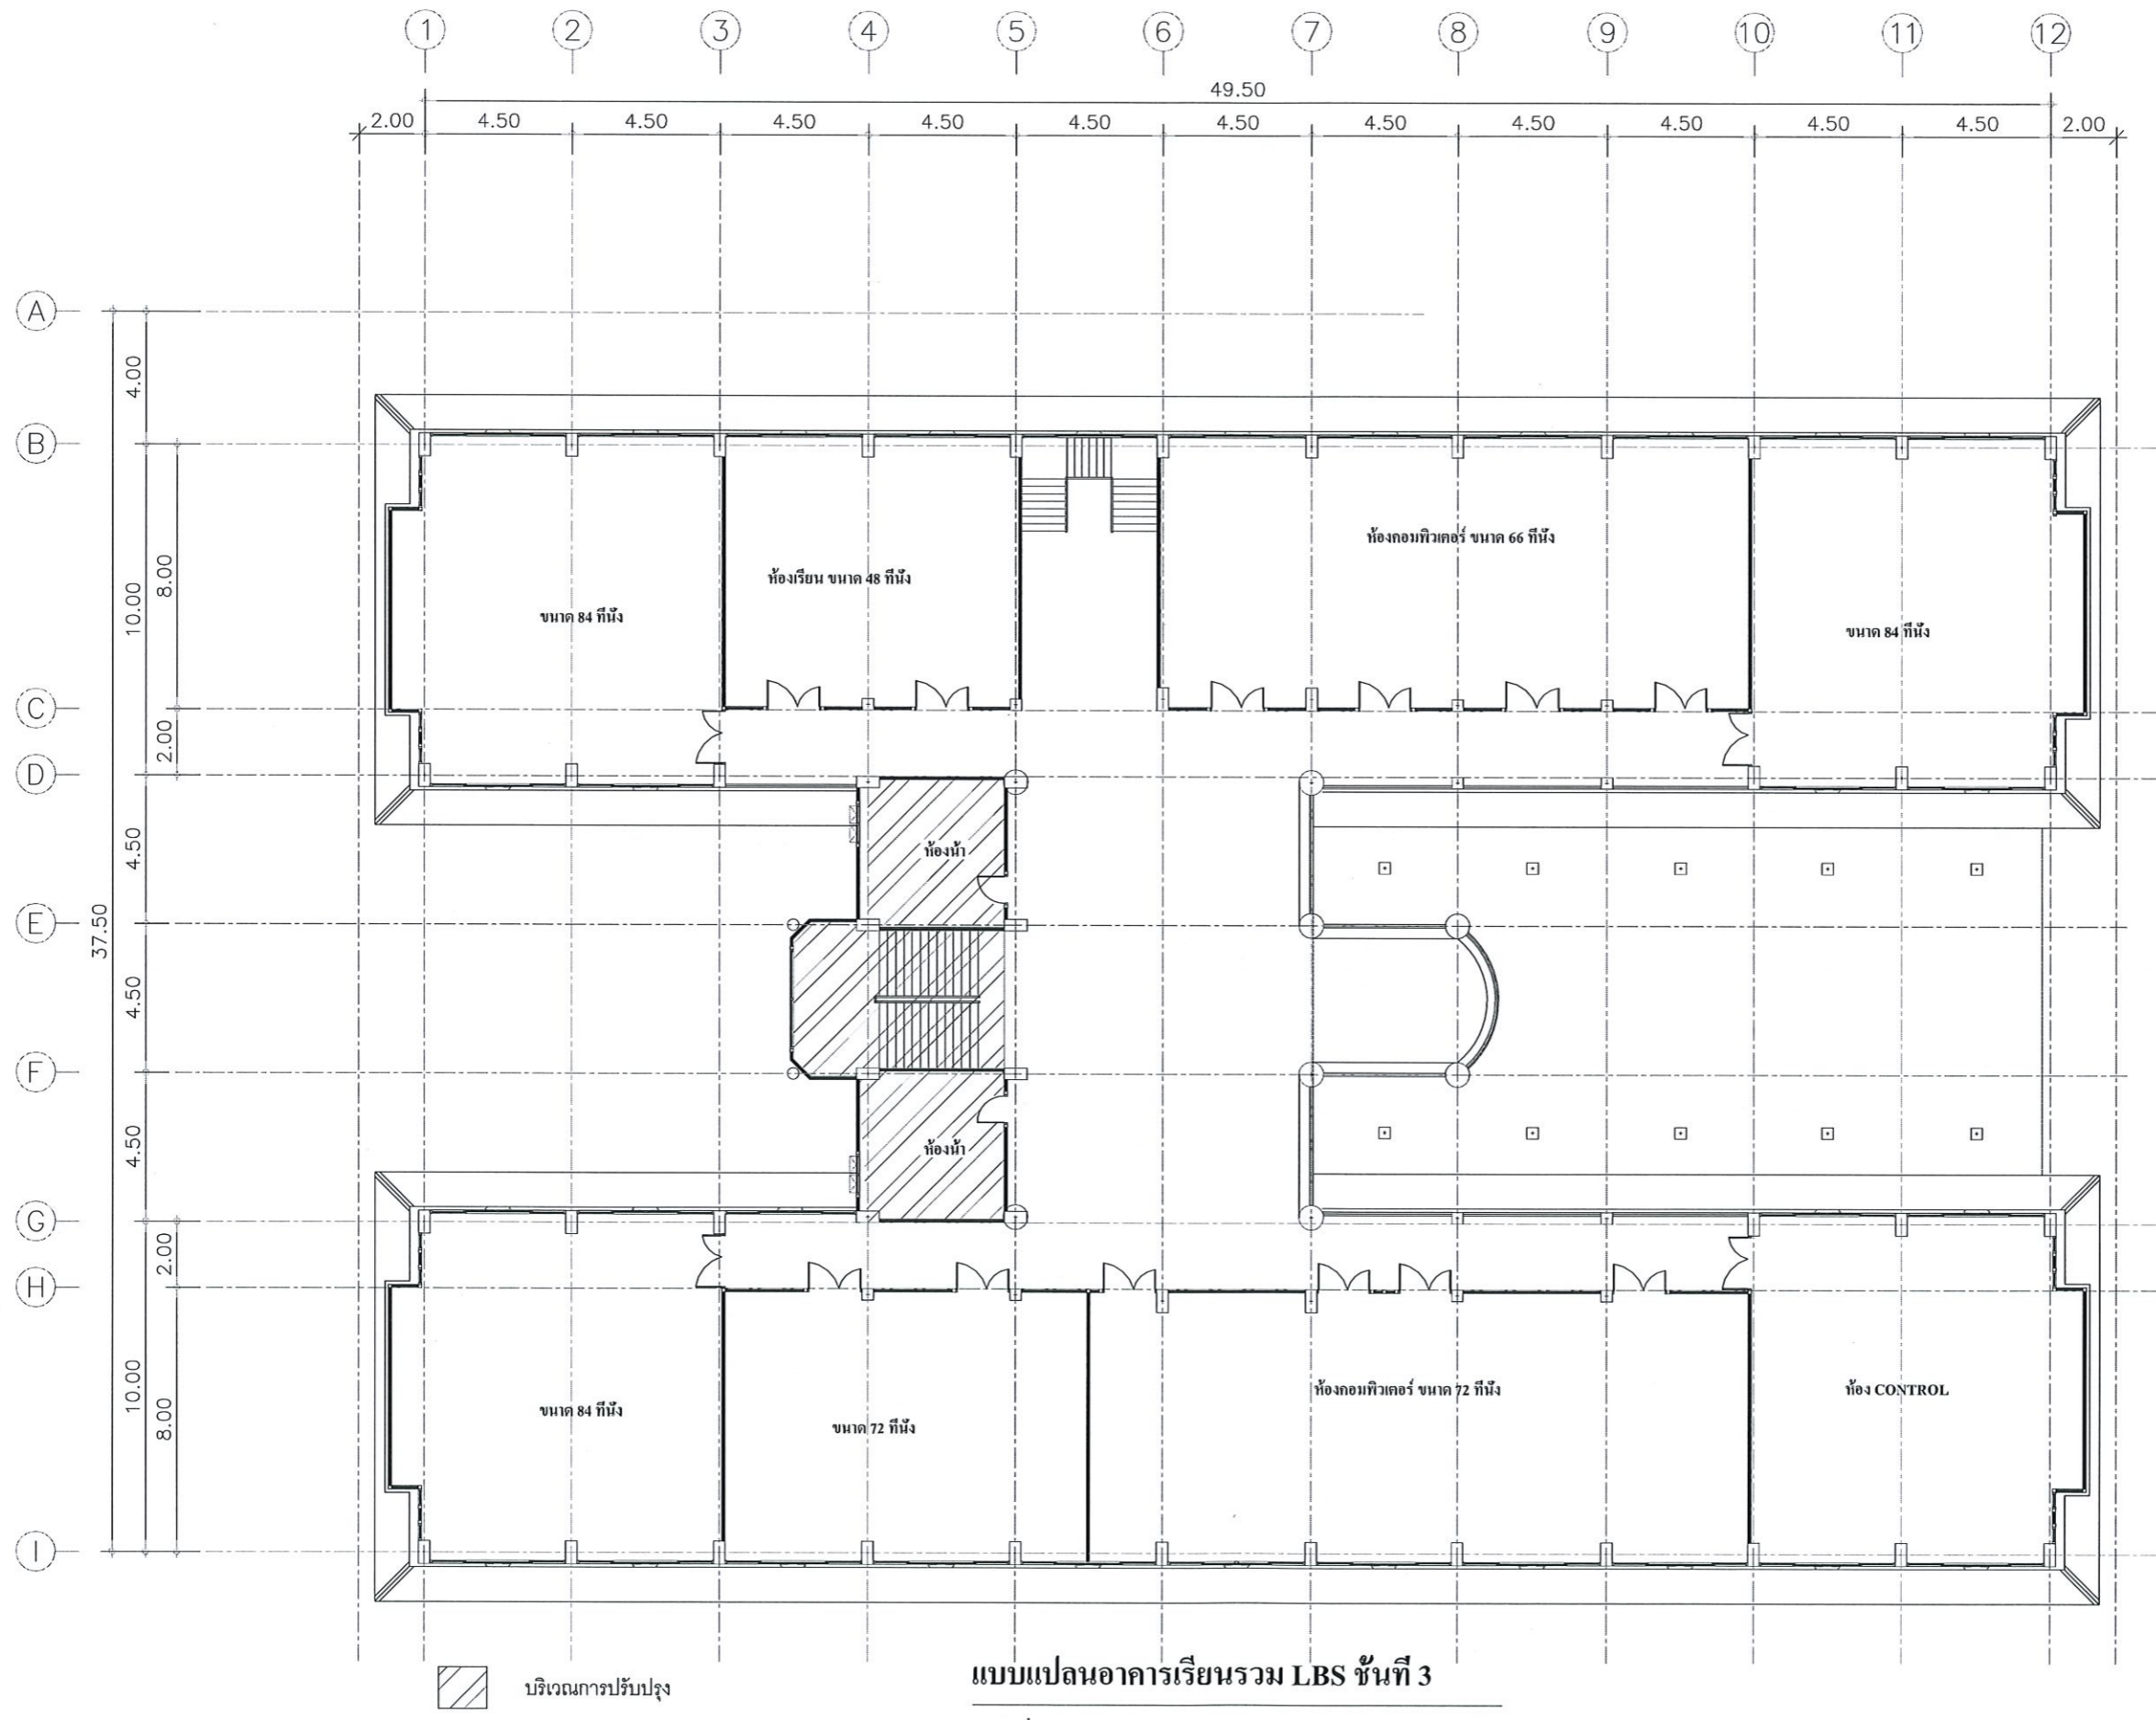 1 2 3 4 5 6 7 8 9 10 11 12
49.50
2.00 4.50 4.50 4.50 4.50 4.50 4.50 4.50 4.50 4.50 4.50 4.50 2.00
A
4.00
B
ห้องคอมพิวเตอร์ ขนาด 66 ที่นั่ง
8.00
ห้องเรียน ขนาด 48 ที่นั่ง
10.00
ขนาด 84 ที่นั่ง
ขนาด 84 ที่นั่ง
C
2.00
D
4.50
ห้องน้ำ
E
37.50
4.50
F
4.50
ห้องน้ำ
G
2.00
H
10.00
ห้องคอมพิวเตอร์ ขนาด 72 ที่นั่ง
ห้อง CONTROL
8.00
ขนาด 84 ที่นั่ง
ขนาด 72 ที่นั่ง
I
บริเวณการปรับปรุง
แบบแปลนอาคารเรียนรวม LBS ชั้นที่ 3